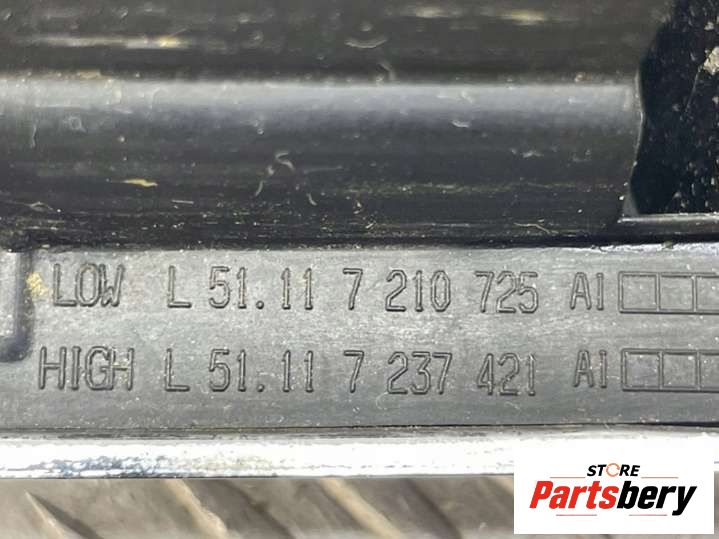 LOW L 51.11 7 210 725 AI
HIGH L 51.11 7 237 421 AI
STORE
Partsbery